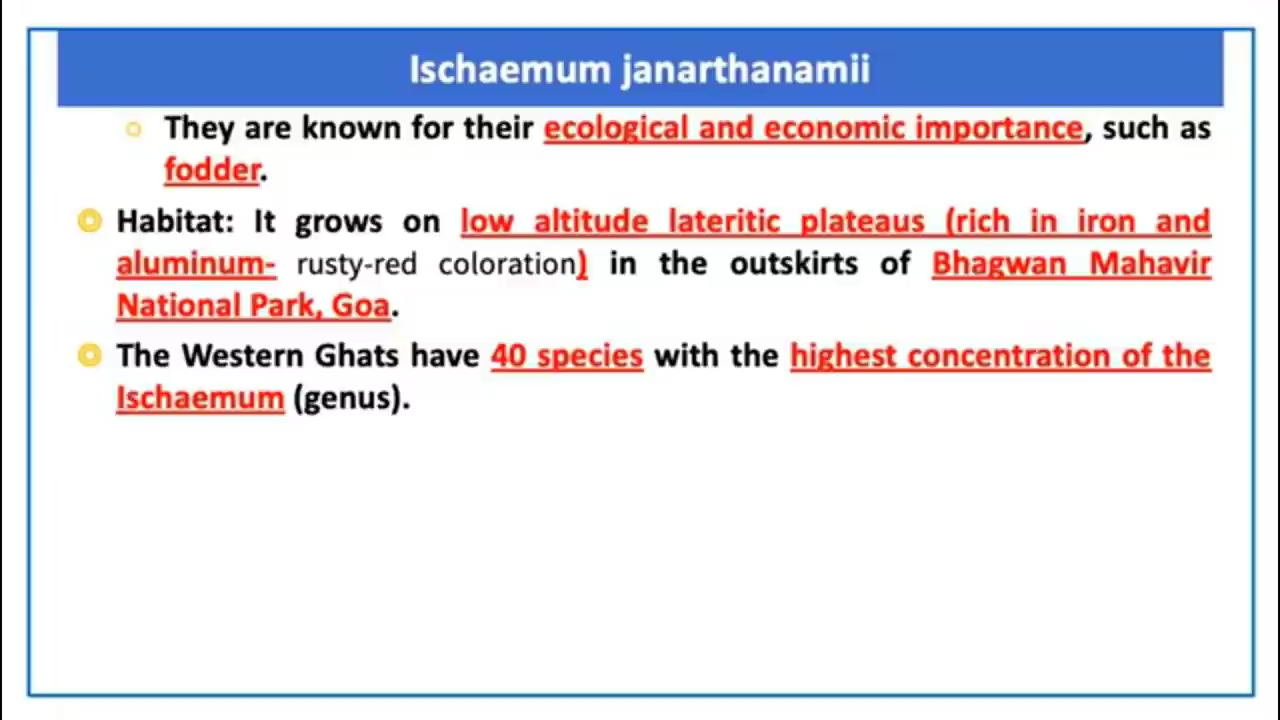 Ischaemum janarthanamii
They are known for their ecological and economic importance, such as
fodder.
Habitat: It grows on low altitude lateritic plateaus (rich in iron and
aluminum- rusty-red coloration) in the outskirts of Bhagwan Mahavir
National Park, Goa.
The Western Ghats have 40 species with the highest concentration of the
Ischaemum (genus).